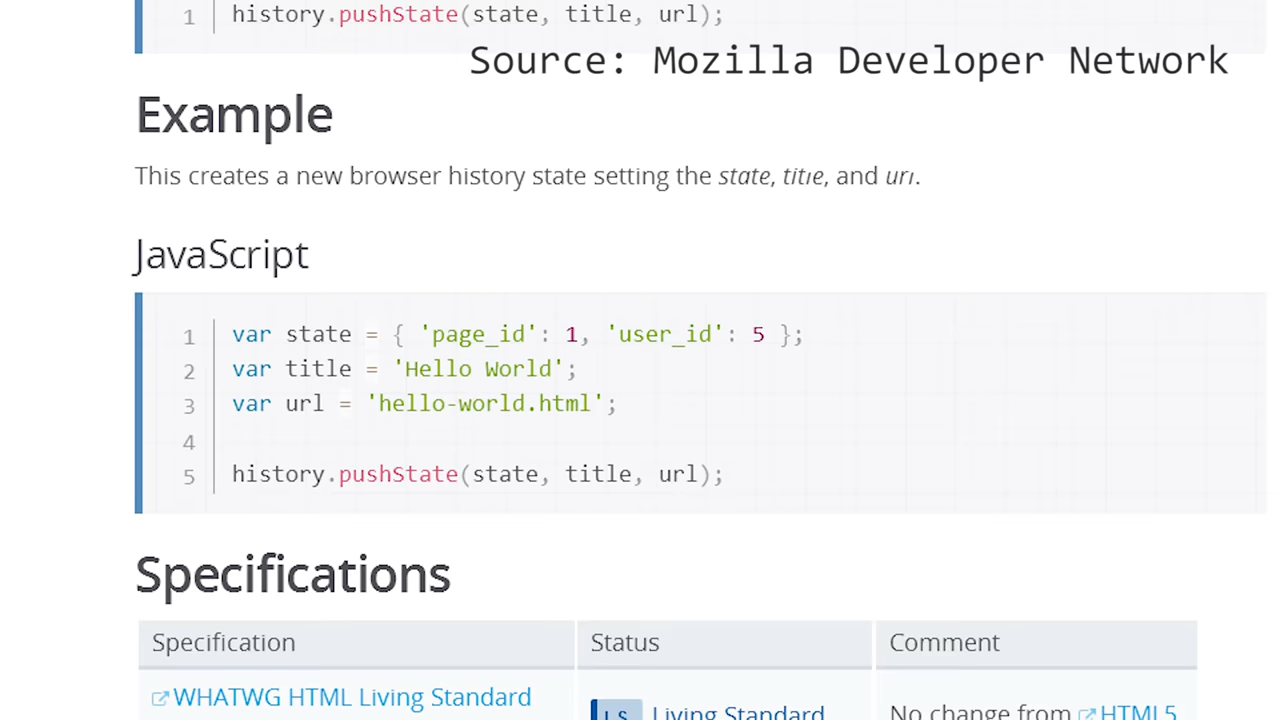 1 history.pushState(state, title, url);
Source: Mozilla Developer Network
Example
This creates a new browser history state setting the state, title, and url.
JavaScript
1 var state = { 'page_id': 1, 'user_id': 5 };
2 var title = 'Hello World';
3 var url = 'hello-world.html';
4
5 history.pushState(state, title, url);
Specifications
Specification Status Comment
WHATWG HTML Living Standard
LS Living Standard No change from HTML5